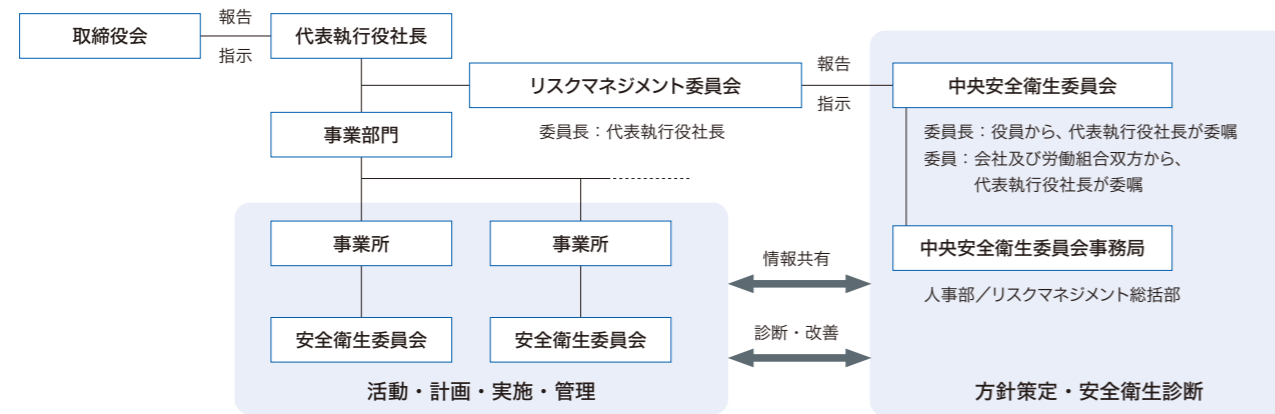 取締役会
報告
指示
代表執行役社長
リスクマネジメント委員会
委員長：代表執行役社長
報告
指示
中央安全衛生委員会
委員長：役員から、代表執行役社長が委嘱
委員：会社及び労働組合双方から、
代表執行役社長が委嘱
事業部門
事業所
事業所
安全衛生委員会
安全衛生委員会
活動・計画・実施・管理
情報共有
診断・改善
中央安全衛生委員会事務局
人事部／リスクマネジメント総括部
方針策定・安全衛生診断